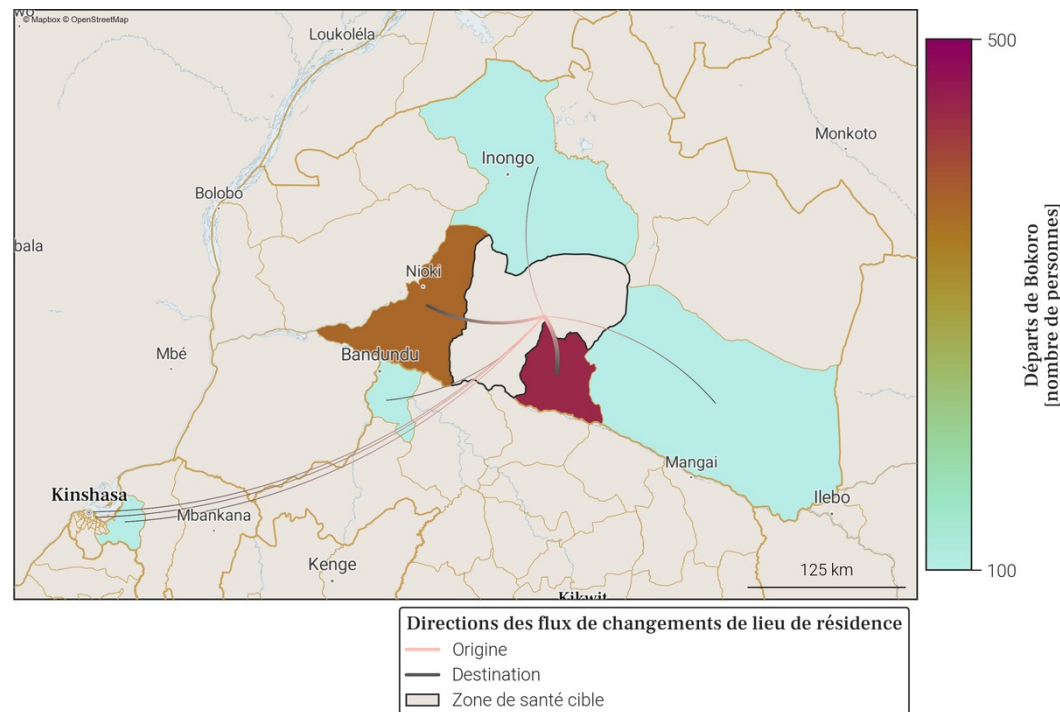 © Mapbox © OpenStreetMap
Loukoléla
Monkoto
Inongo
Bolobo
bala
Nioki
Mbé
Bandundu
Mangai
Kinshasa
Ilebo
Mbankana
Kenge
125 km
Kikwit
500
Départs de Bokoro
[nombre de personnes]
100
Directions des flux de changements de lieu de résidence
Origine
Destination
Zone de santé cible